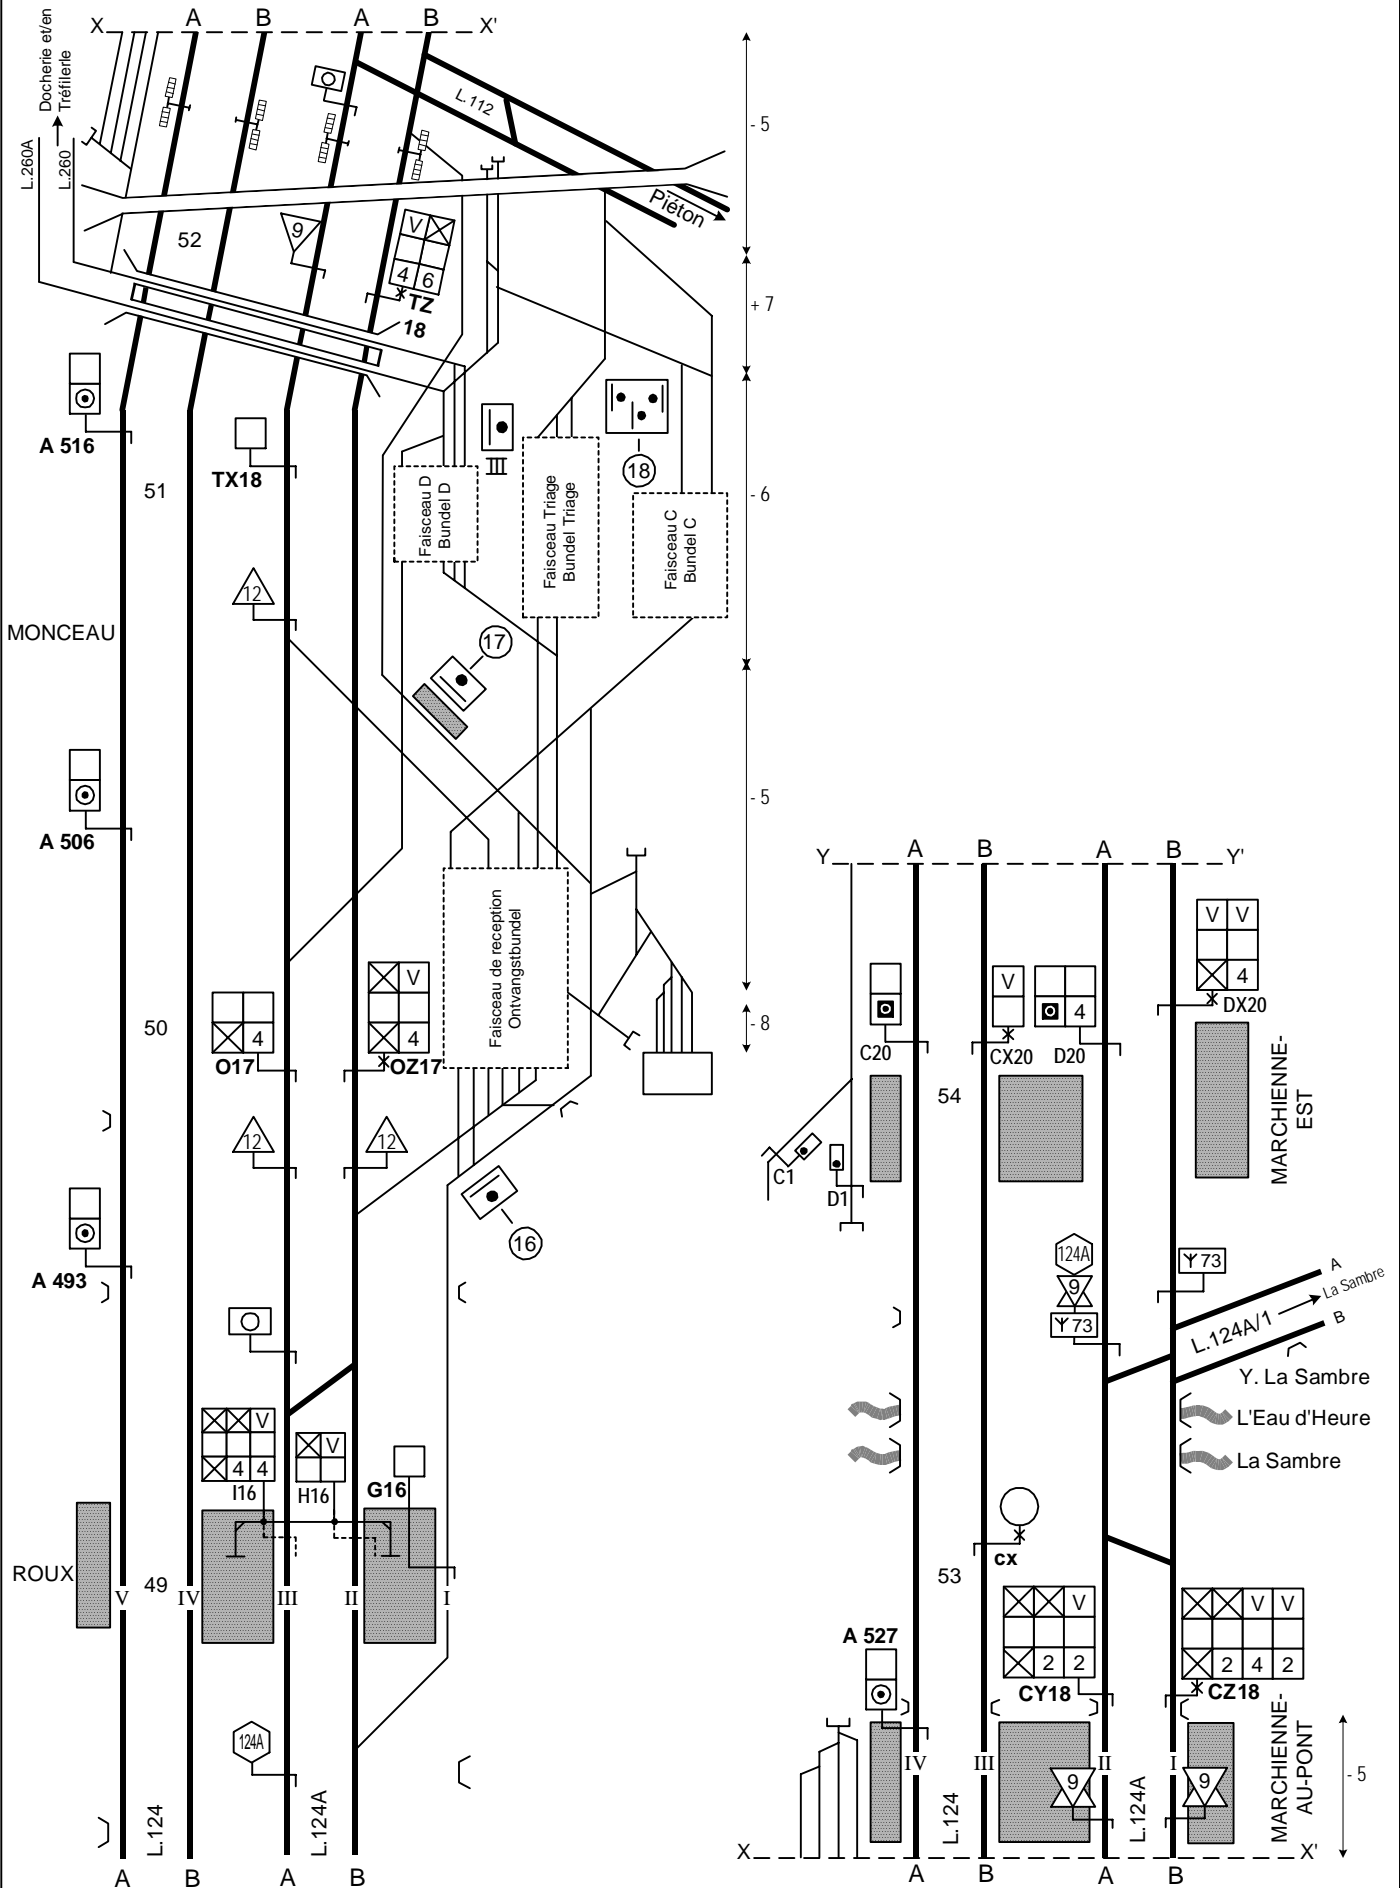 X
A
B
A
B
X'
Docherie et/en
Tréfilerle
L.260A
L.260
L.112
- 5
Piéton
52
9
V
4 6
TZ
18
+ 7
A 516
TX18
III
18
51
Faisceau D
Bundel D
Faisceau Triage
Bundel Triage
Faisceau C
Bundel C
- 6
12
MONCEAU
17
A 506
- 5
Faisceau de reception
Ontvangstbundel
V
4
4
50
O17
OZ17
- 8
12
12
A 493
16
V
4 4
V
I16
H16
G16
ROUX
V
49
IV
III
II
I
124A
L.124
L.124A
A
B
A
B
Y
A
B
A
B
Y'
V V
4
DX20
V
4
C20
CX20
D20
54
MARCHIENNE-
EST
C1
D1
124A
9
73
73
A
La Sambre
L.124A/1
B
Y. La Sambre
L'Eau d'Heure
La Sambre
cx
53
V
2 2
V V
2 4 2
A 527
CY18
CZ18
IV
III
II
I
9
9
MARCHIENNE-
AU-PONT
- 5
L.124
L.124A
X
A
B
A
B
X'